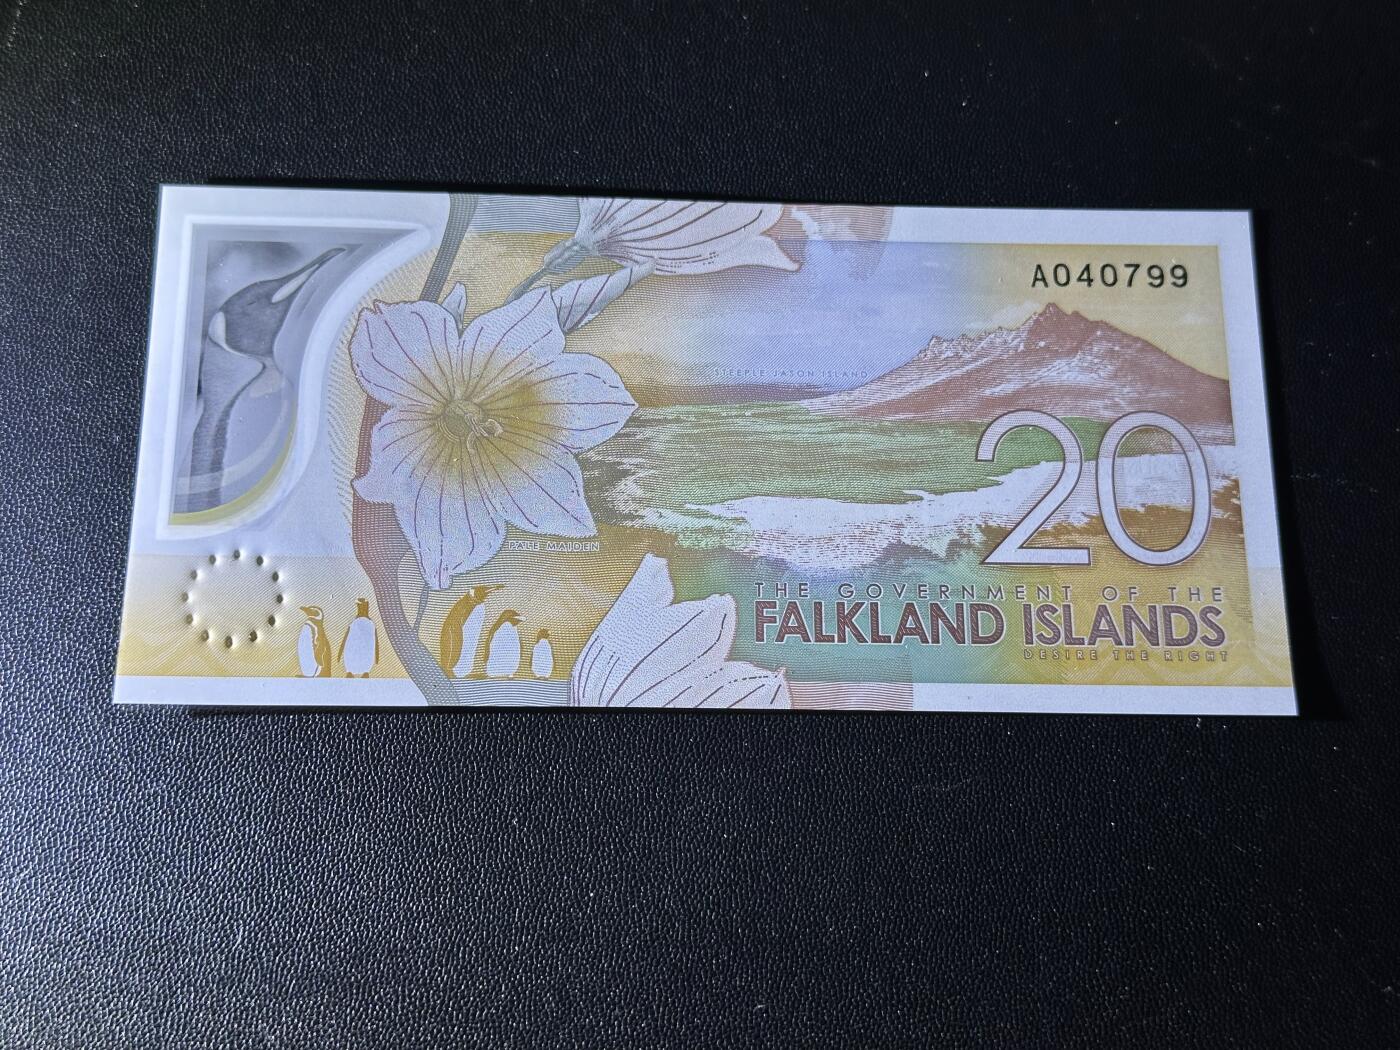 A040799
STEEPLE JASON ISLAND
20
PALE MAIDEN
THE GOVERNMENT OF THE
FALKLAND ISLANDS
DESIRE THE RIGHT